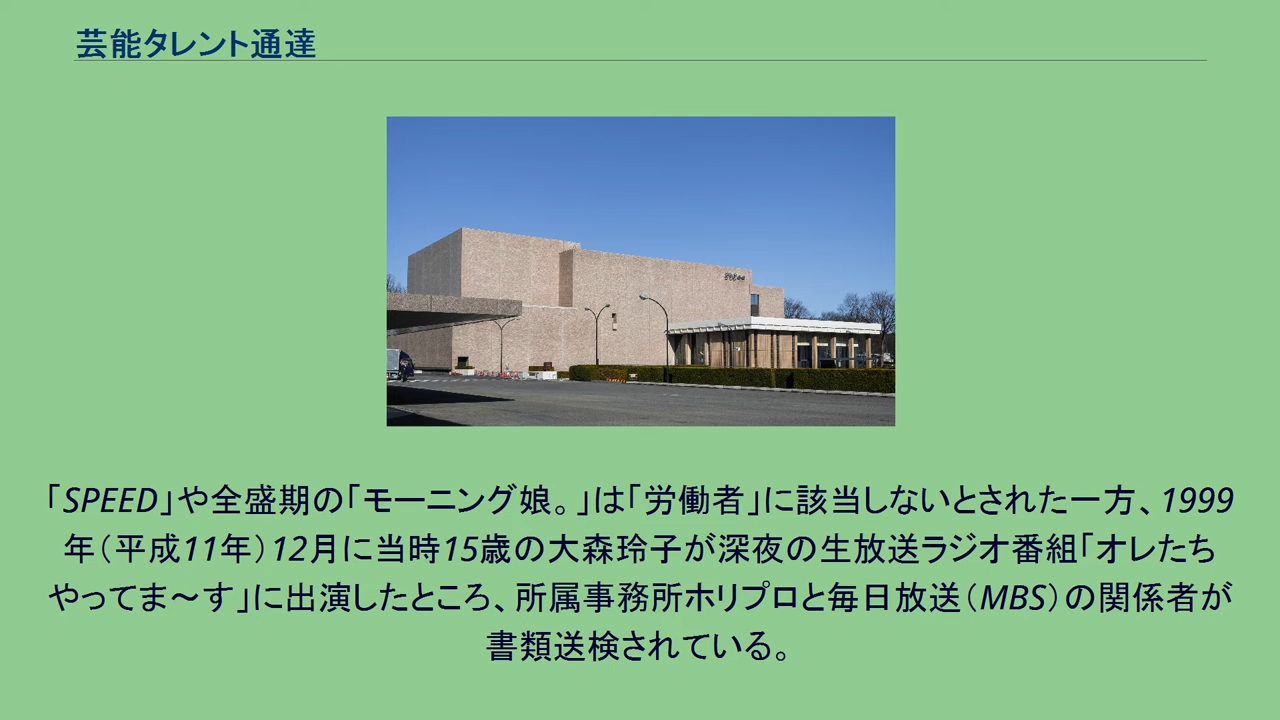 芸能タレント通達
「SPEED」や全盛期の「モーニング娘。」は「労働者」に該当しないとされた一方、1999
年（平成11年）12月に当時15歳の大森玲子が深夜の生放送ラジオ番組「オレたち
やってま〜す」に出演したところ、所属事務所ホリプロと毎日放送（MBS）の関係者が
書類送検されている。